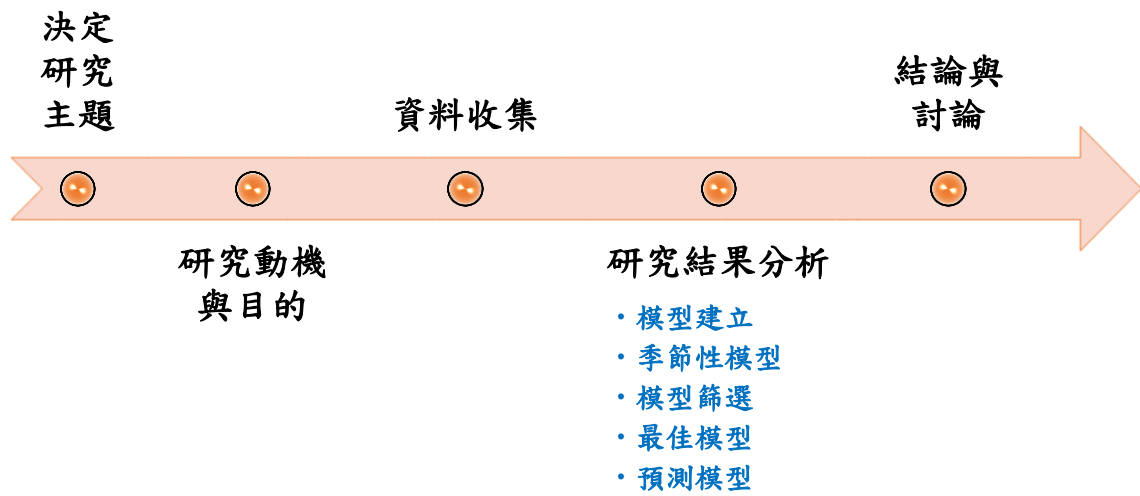 決定
研究
主題
研究動機
與目的
資料收集
研究結果分析
・模型建立
・季節性模型
・模型篩選
・最佳模型
・預測模型
結論與
討論